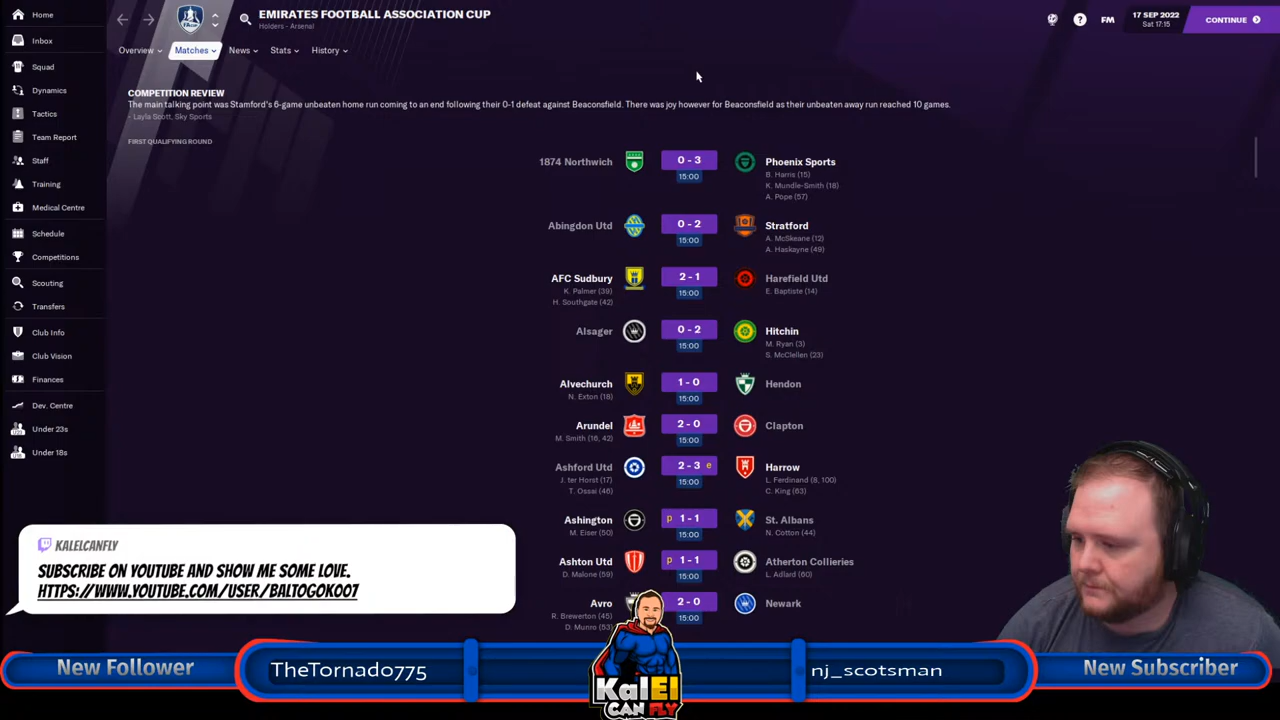 Home
Inbox
Squad
Dynamics
Tactics
Team Report
Staff
Training
Medical Centre
Schedule
Competitions
Scouting
Transfers
Club Info
Club Vision
Finances
Dev. Centre
Under 23s
Under 18s
EMIRATES FOOTBALL ASSOCIATION CUP
Holders - Arsenal
FM
17 SEP 2022
Sat 17:15
CONTINUE
Overview
Matches
News
Stats
History
COMPETITION REVIEW
The main talking point was Stamford's 6-game unbeaten home run coming to an end following their 0-1 defeat against Beaconsfield. There was joy however for Beaconsfield as their unbeaten away run reached 10 games.
- Layla Scott, Sky Sports
FIRST QUALIFYING ROUND
1874 Northwich 0 - 3 Phoenix Sports
15:00 B. Harris (15)
K. Mundle-Smith (18)
A. Pope (57)
Abingdon Utd 0 - 2 Stratford
15:00 A. McSkeane (12)
A. Haskayne (49)
AFC Sudbury 2 - 1 Harefield Utd
K. Palmer (39) 15:00 E. Baptiste (14)
H. Southgate (42)
Alsager 0 - 2 Hitchin
15:00 M. Ryan (3)
S. McClellen (23)
Alvechurch 1 - 0 Hendon
N. Exton (18) 15:00
Arundel 2 - 0 Clapton
M. Smith (16, 42) 15:00
Ashford Utd 2 - 3 e Harrow
J. ter Horst (17) 15:00 L. Ferdinand (8, 100)
T. Ossai (46) C. King (63)
Ashington p 1 - 1 St. Albans
M. Eiser (50) 15:00 N. Cotton (44)
Ashton Utd p 1 - 1 Atherton Collieries
D. Malone (59) 15:00 L. Adlard (60)
Avro 2 - 0 Newark
R. Brewerton (45) 15:00
D. Munro (53)
KALELCANFLY
SUBSCRIBE ON YOUTUBE AND SHOW ME SOME LOVE.
HTTPS://WWW.YOUTUBE.COM/USER/BALTOGOKO07
New Follower
TheTornado775
KalEl
CAN FLY
nj_scotsman
New Subscriber